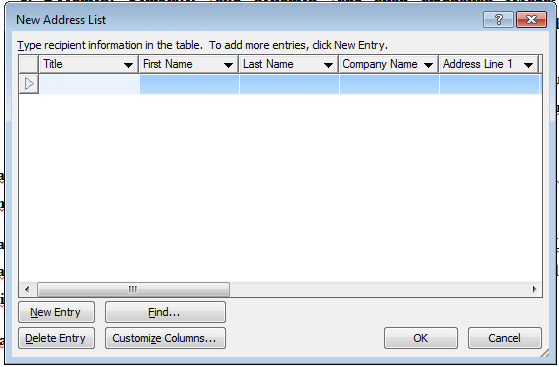 New Address List
Type recipient information in the table. To add more entries, click New Entry.
Title First Name Last Name Company Name Address Line 1
New Entry Find...
Delete Entry Customize Columns... OK Cancel